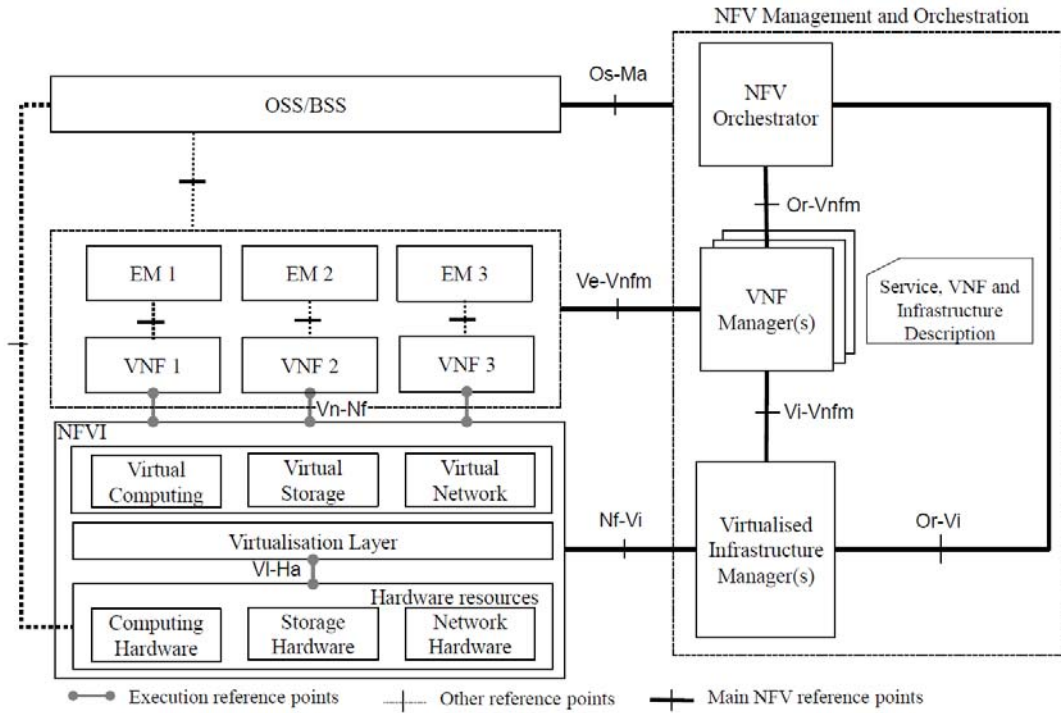 NFV Management and Orchestration
Os-Ma
OSS/BSS
NFV
Orchestrator
Or-Vnfm
EM 1
EM 2
EM 3
Ve-Vnfm
VNF
Manager(s)
Service, VNF and
Infrastructure
Description
VNF 1
VNF 2
VNF 3
Vn-Nf
Vi-Vnfm
NFVI
Virtual
Computing
Virtual
Storage
Virtual
Network
Nf-Vi
Virtualised
Infrastructure
Manager(s)
Or-Vi
Virtualisation Layer
Vl-Ha
Hardware resources
Computing
Hardware
Storage
Hardware
Network
Hardware
Execution reference points
Other reference points
Main NFV reference points